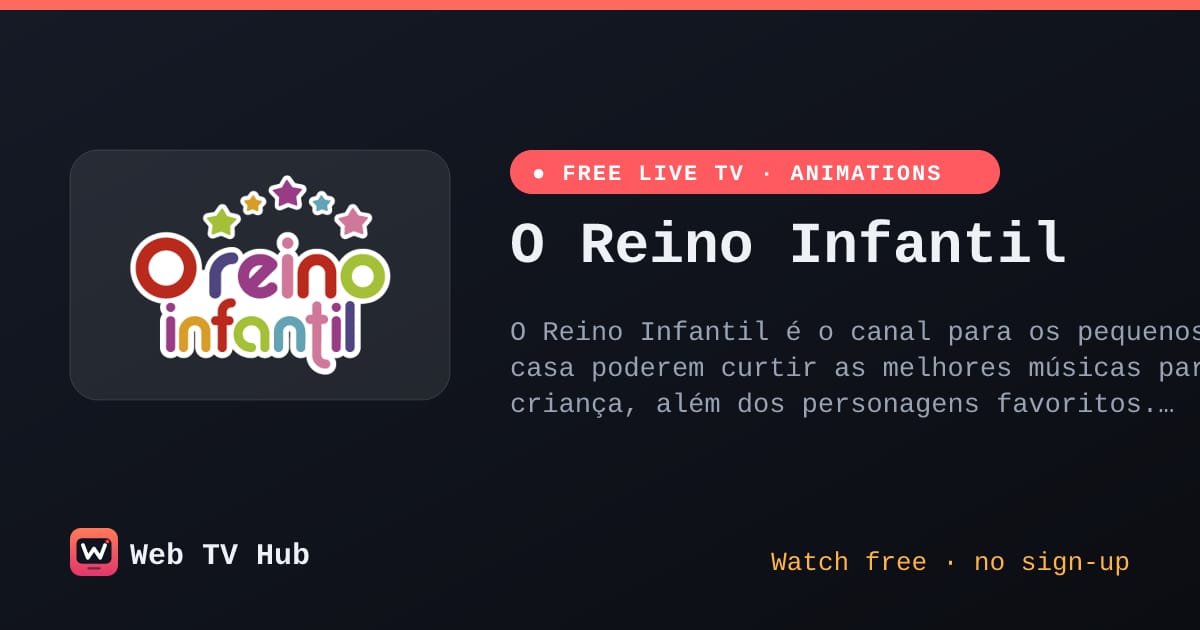 O reino
infantil
● FREE LIVE TV · ANIMATIONS
O Reino Infantil
O Reino Infantil é o canal para os pequenos
casa poderem curtir as melhores músicas par
criança, além dos personagens favoritos.…
W
Web TV Hub
Watch free · no sign-up